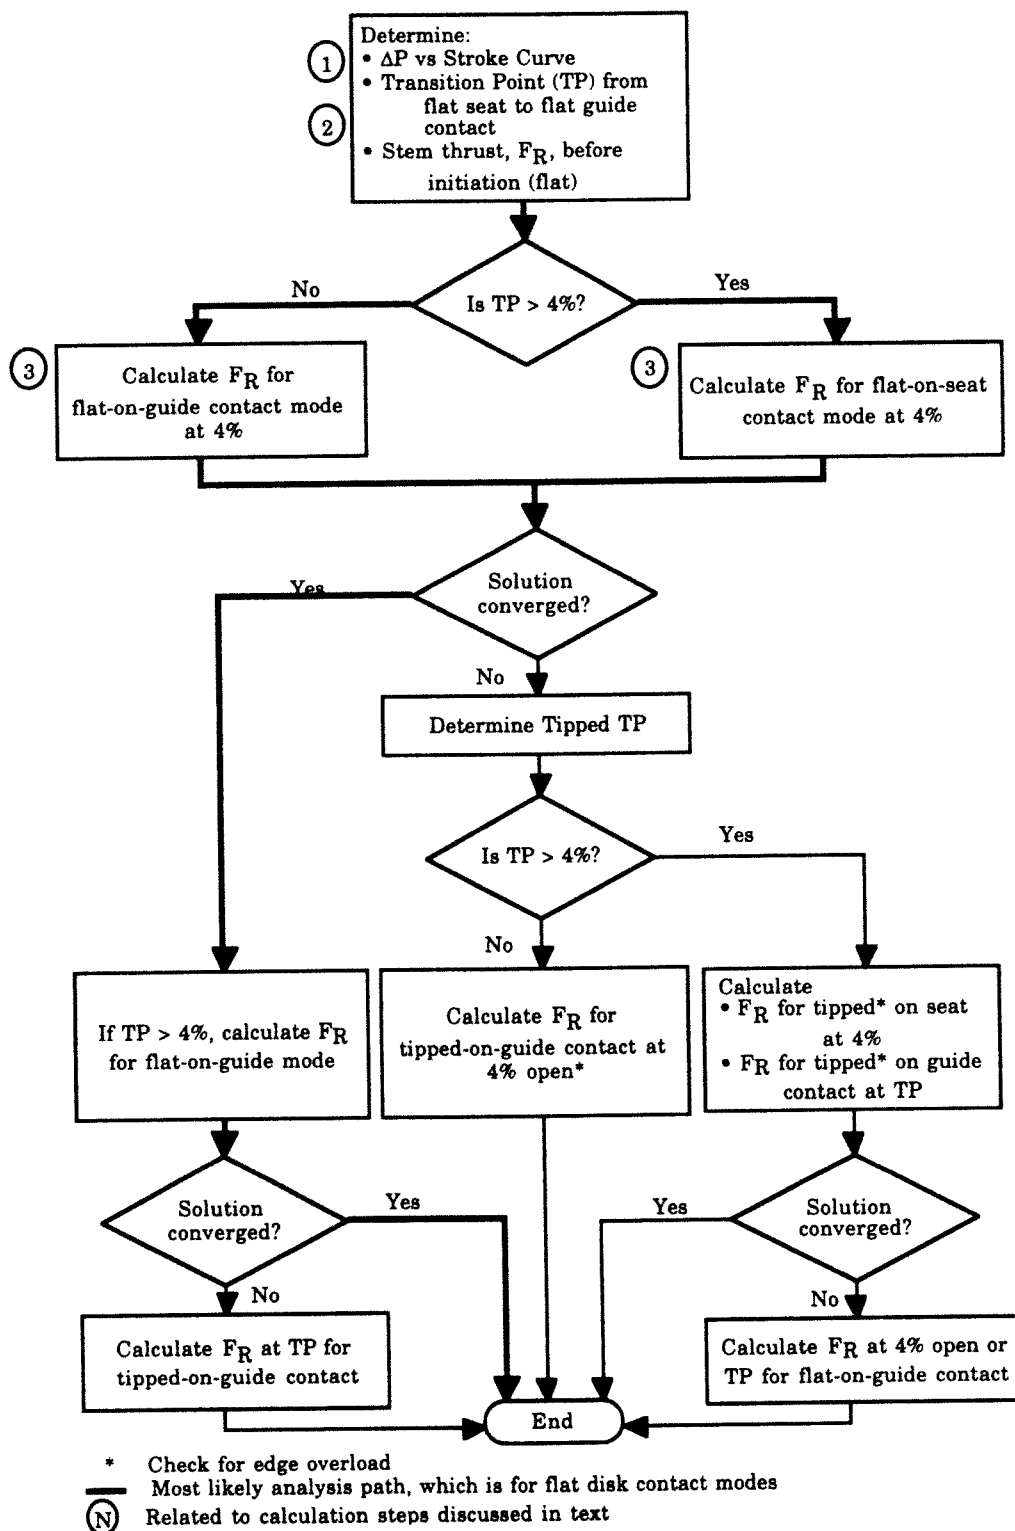 Determine:
1
• ΔP vs Stroke Curve
• Transition Point (TP) from
flat seat to flat guide
2
contact
• Stem thrust, FR, before
initiation (flat)
No
Is TP > 4%?
Yes
3
Calculate FR for
flat-on-guide contact mode
at 4%
3
Calculate FR for flat-on-seat
contact mode at 4%
Yes
Solution
converged?
No
Determine Tipped TP
Is TP > 4%?
Yes
No
If TP > 4%, calculate FR
for flat-on-guide mode
Calculate FR for
tipped-on-guide contact at
4% open*
Calculate
• FR for tipped* on seat
at 4%
• FR for tipped* on guide
contact at TP
Solution
converged?
Yes
Yes
Solution
converged?
No
No
Calculate FR at TP for
tipped-on-guide contact
Calculate FR at 4% open or
TP for flat-on-guide contact
End
* Check for edge overload
Most likely analysis path, which is for flat disk contact modes
N Related to calculation steps discussed in text